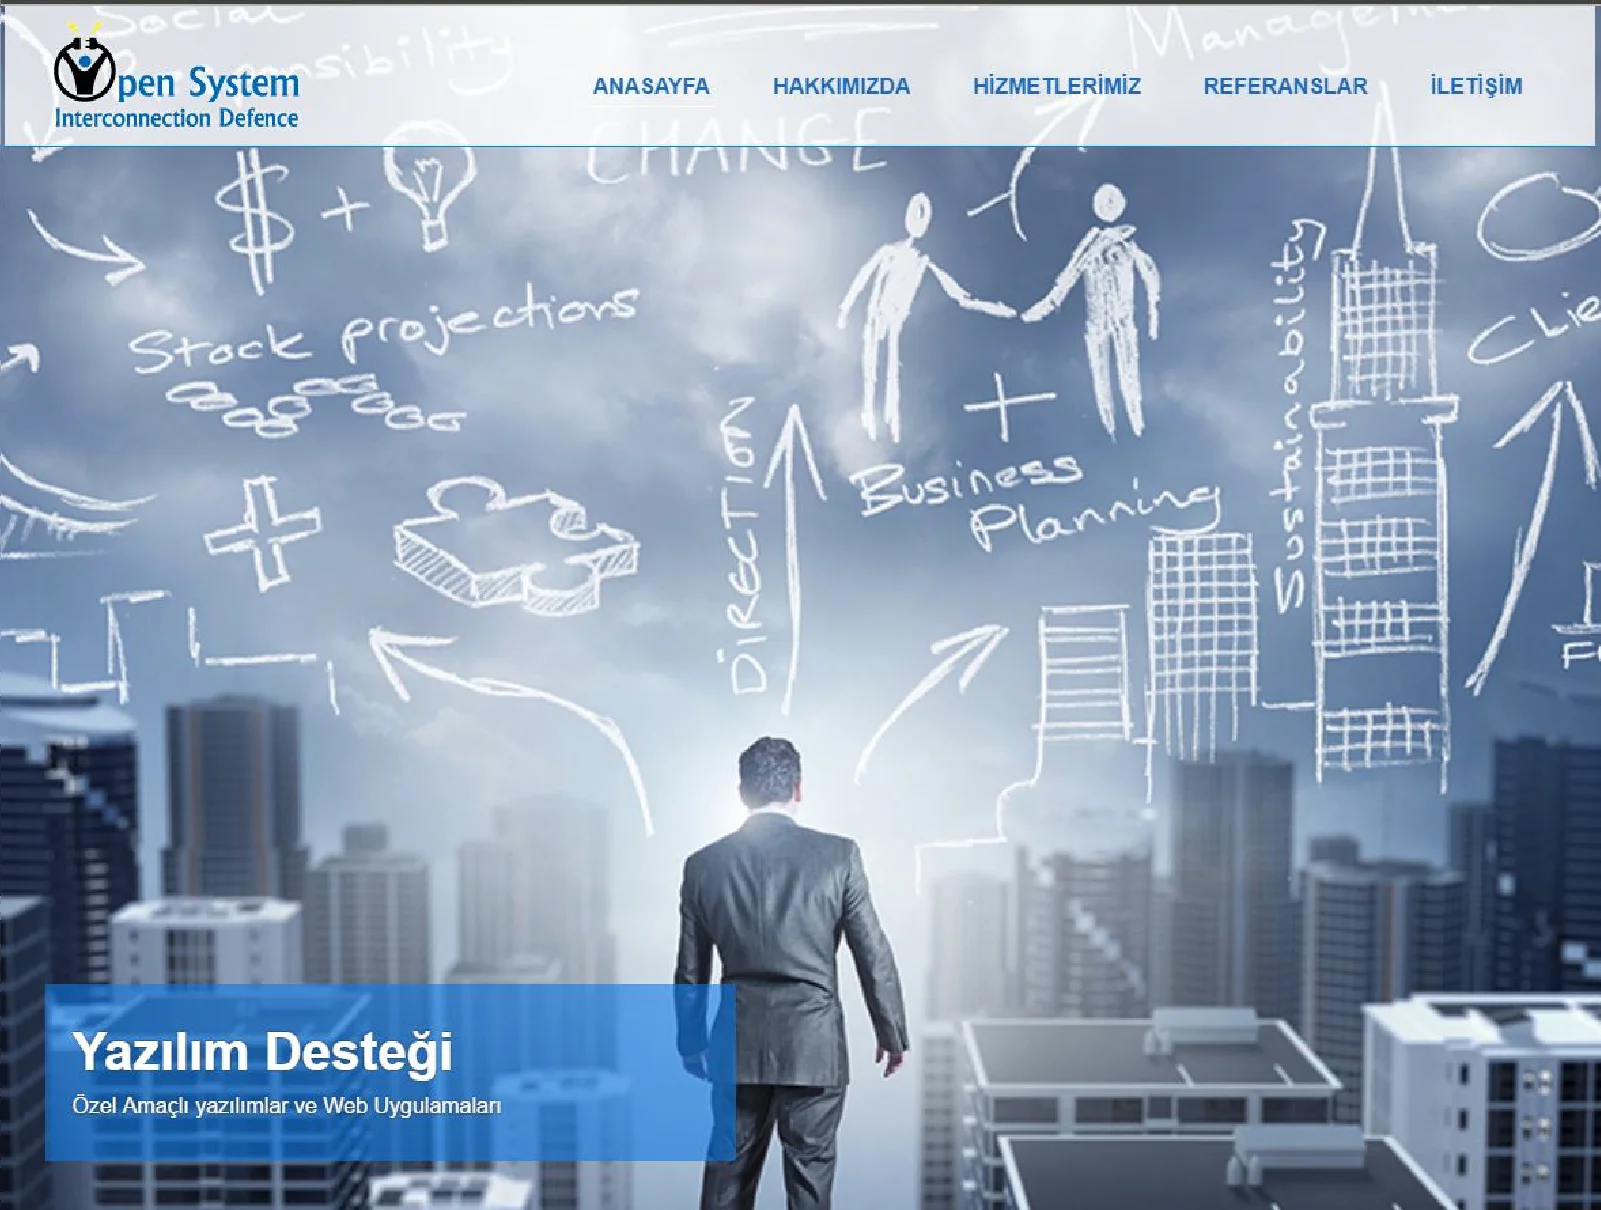 Social
Responsibility
Management
Open System
Interconnection Defence
ANASAYFA
HAKKIMIZDA
HİZMETLERİMİZ
REFERANSLAR
İLETİŞİM
CHANGE
$ +
Stock projections
DIRECTION
+
Business
Planning
Sustainability
Yazılım Desteği
Özel Amaçlı yazılımlar ve Web Uygulamaları